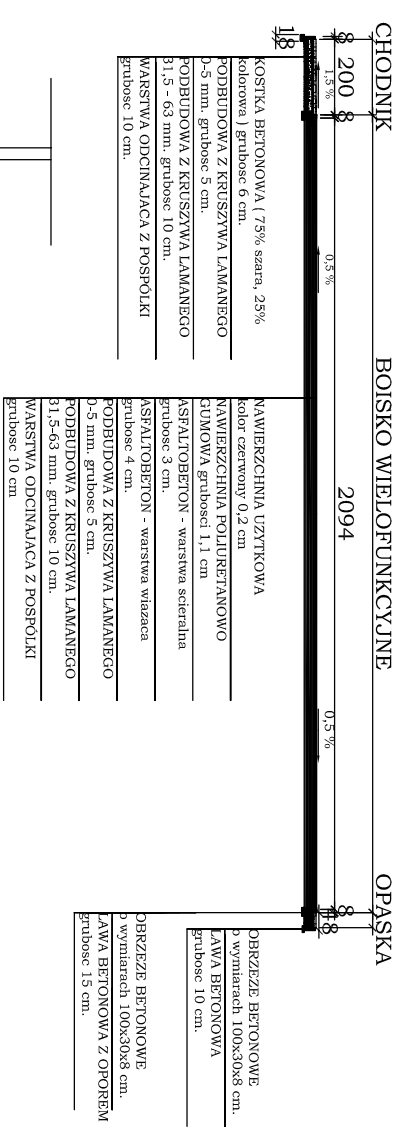 CHODNIK
BOISKO WIELOFUNKCYJNE
OPASKA
8
200
8
2094
8
8
1,5 %
0,5 %
0,5 %
18
KOSTKA BETONOWA ( 75% szara, 25%
kolorowa ) grubosc 6 cm.
PODBUDOWA Z KRUSZYWA LAMANEGO
0-5 mm. grubosc 5 cm.
PODBUDOWA Z KRUSZYWA LAMANEGO
31,5 - 63 mm. grubosc 10 cm.
WARSTWA ODCINAJACA Z POSPÓLKI
grubosc 10 cm.
NAWIERZCHNIA UZYTKOWA
kolor czerwony 0,2 cm
NAWIERZCHNIA POLIURETANOWO
GUMOWA grubosci 1,1 cm
ASFALTOBETON - warstwa scieralna
grubosc 3 cm.
ASFALTOBETON - warstwa wiazaca
grubosc 4 cm.
PODBUDOWA Z KRUSZYWA LAMANEGO
0-5 mm. grubosc 5 cm.
PODBUDOWA Z KRUSZYWA LAMANEGO
31,5-63 mm. grubosc 10 cm.
WARSTWA ODCINAJACA Z POSPÓLKI
grubosc 10 cm
OBRZEZE BETONOWE
o wymiarach 100x30x8 cm.
LAWA BETONOWA
grubosc 10 cm.
OBRZEZE BETONOWE
o wymiarach 100x30x8 cm.
LAWA BETONOWA Z OPOREM
grubosc 15 cm.